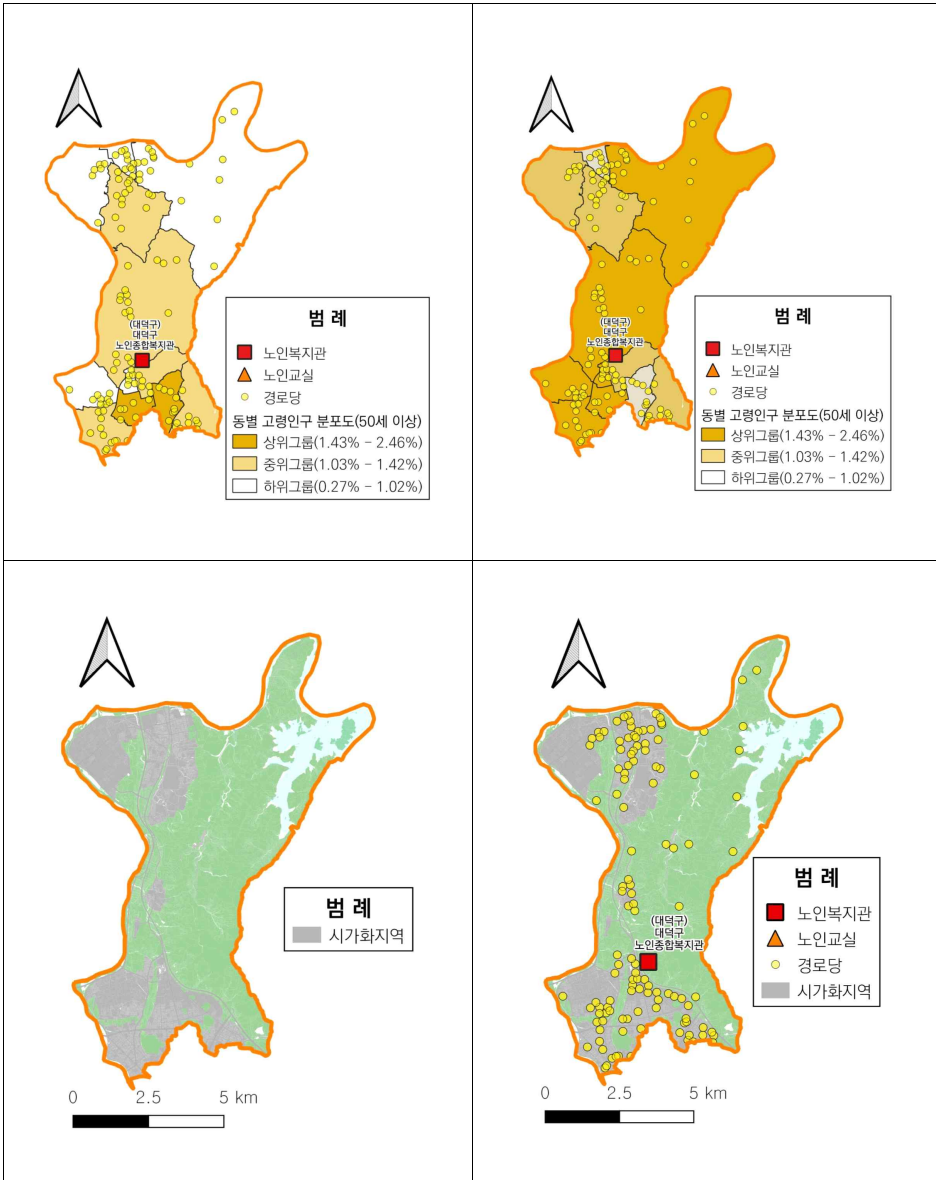 (대덕구)
대덕구
노인종합복지관
범 례
노인복지관
노인교실
경로당
동별 고령인구 분포도(50세 이상)
상위그룹(1.43% - 2.46%)
중위그룹(1.03% - 1.42%)
하위그룹(0.27% - 1.02%)
(대덕구)
대덕구
노인종합복지관
범 례
노인복지관
노인교실
경로당
동별 고령인구 분포도(50세 이상)
상위그룹(1.43% - 2.46%)
중위그룹(1.03% - 1.42%)
하위그룹(0.27% - 1.02%)
범 례
시가화지역
0 2.5 5 km
(대덕구)
대덕구
노인종합복지관
범 례
노인복지관
노인교실
경로당
시가화지역
0 2.5 5 km